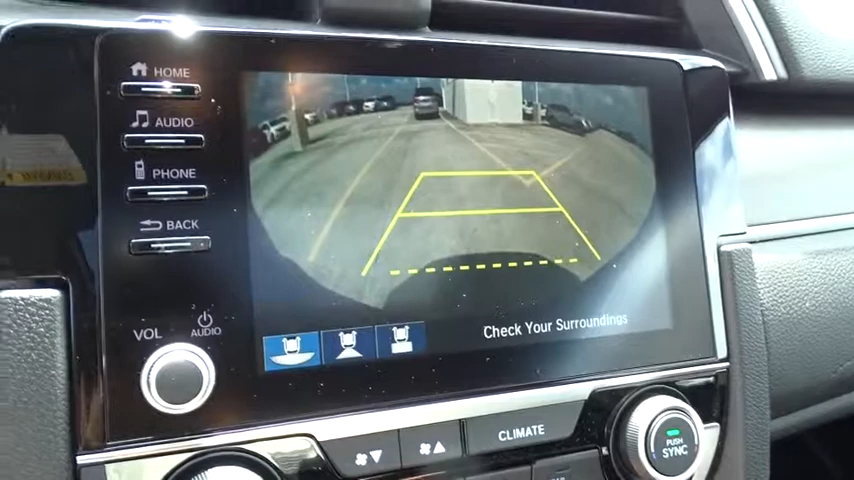 HOME
AUDIO
PHONE
BACK
VOL
AUDIO
Check Your Surroundings
CLIMATE
PUSH
SYNC